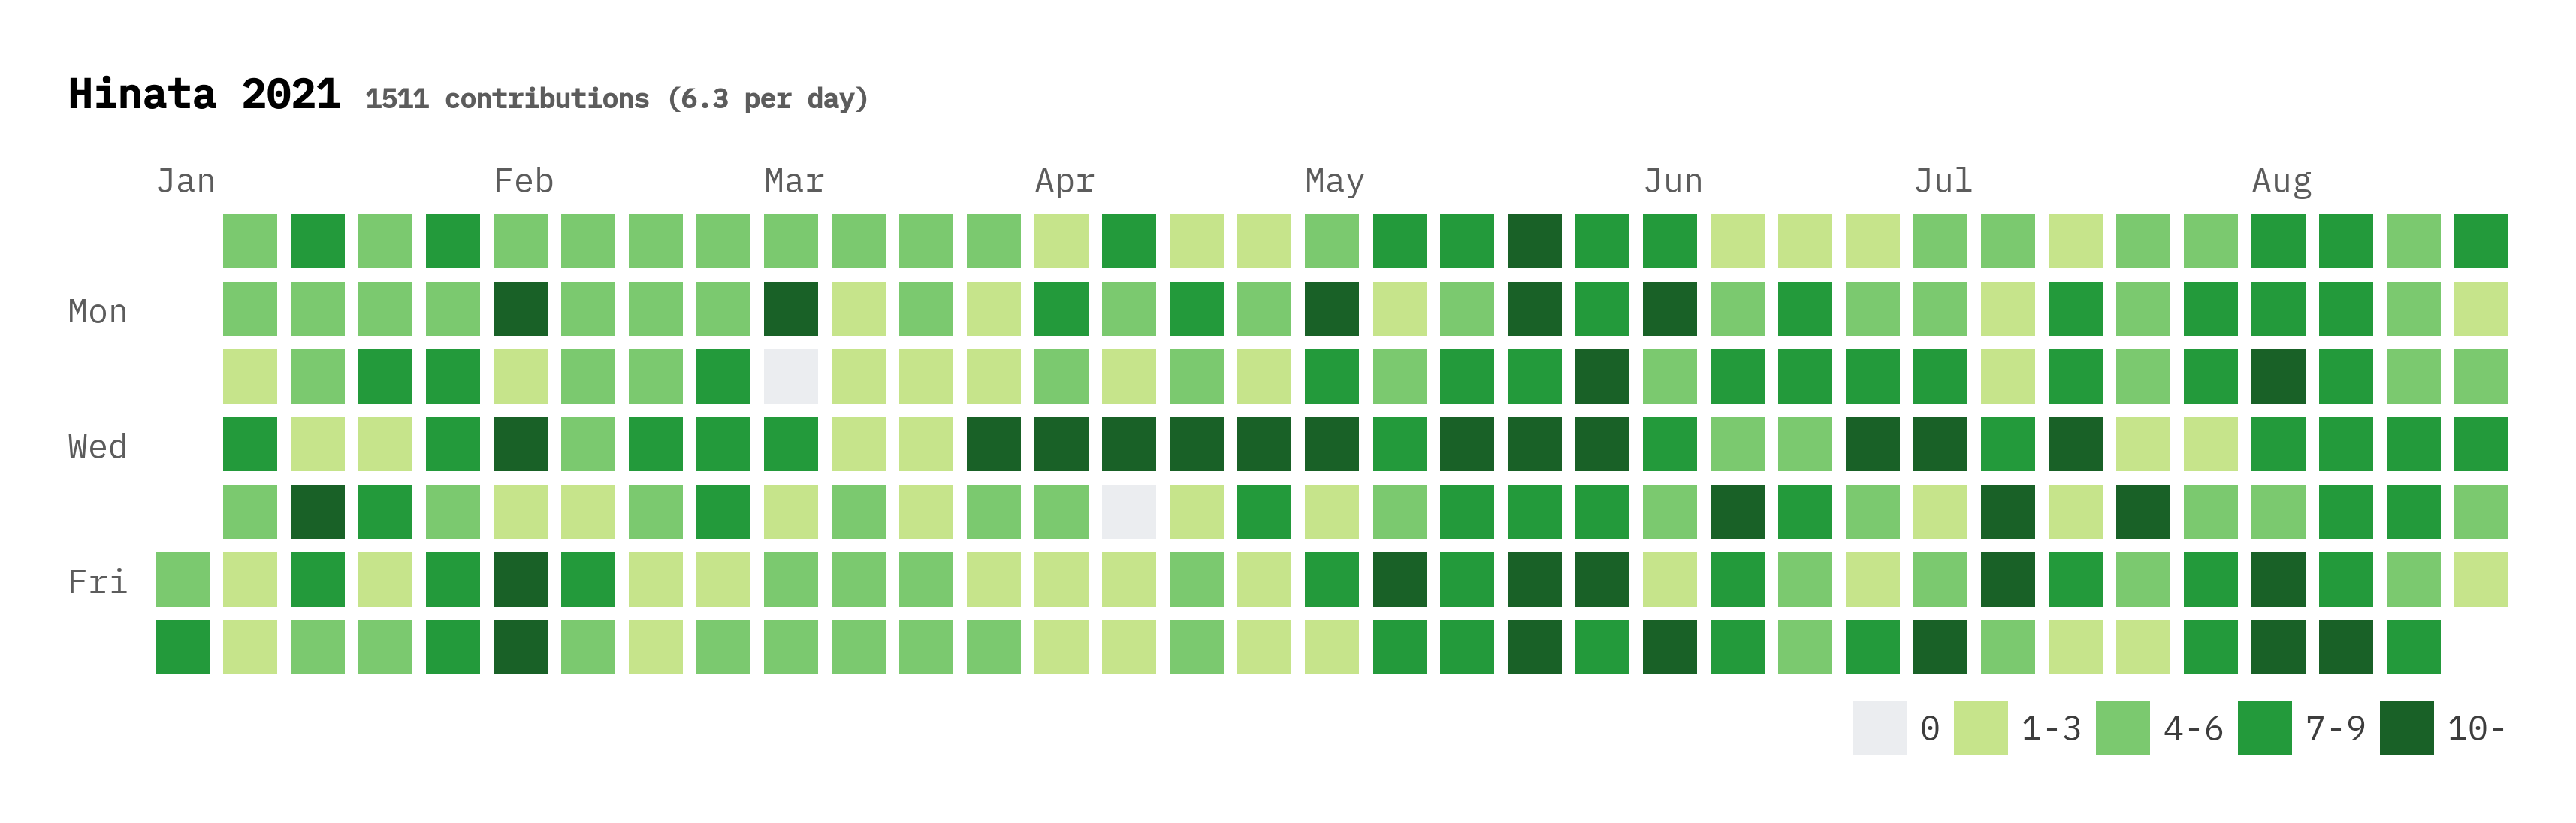 Hinata 2021 1511 contributions (6.3 per day)
Jan Feb Mar Apr May Jun Jul Aug
Mon
Wed
Fri
0 1-3 4-6 7-9 10-